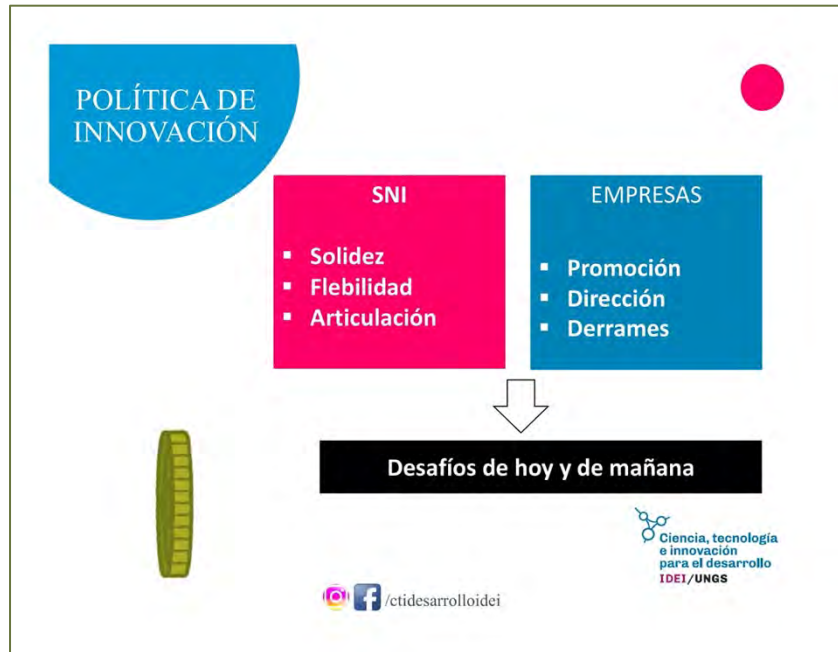 POLÍTICA DE
INNOVACIÓN
SNI
▪ Solidez
▪ Flebilidad
▪ Articulación
EMPRESAS
▪ Promoción
▪ Dirección
▪ Derrames
Desafíos de hoy y de mañana
Ciencia, tecnología
e innovación
para el desarrollo
IDEI/UNGS
/ctidesarrolloidei